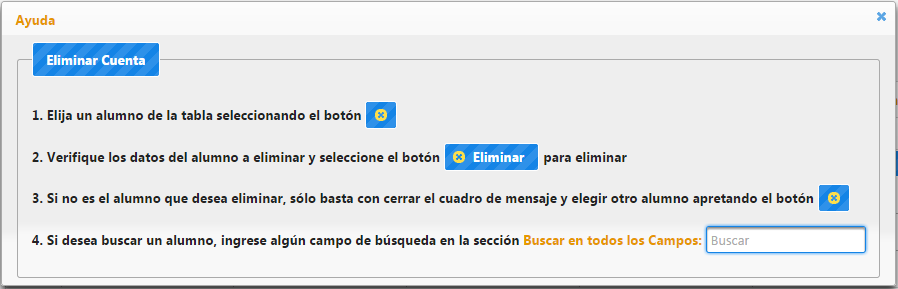 Ayuda
Eliminar Cuenta
1. Elija un alumno de la tabla seleccionando el botón
2. Verifique los datos del alumno a eliminar y seleccione el botón Eliminar para eliminar
3. Si no es el alumno que desea eliminar, sólo basta con cerrar el cuadro de mensaje y elegir otro alumno apretando el botón
4. Si desea buscar un alumno, ingrese algún campo de búsqueda en la sección Buscar en todos los Campos: Buscar